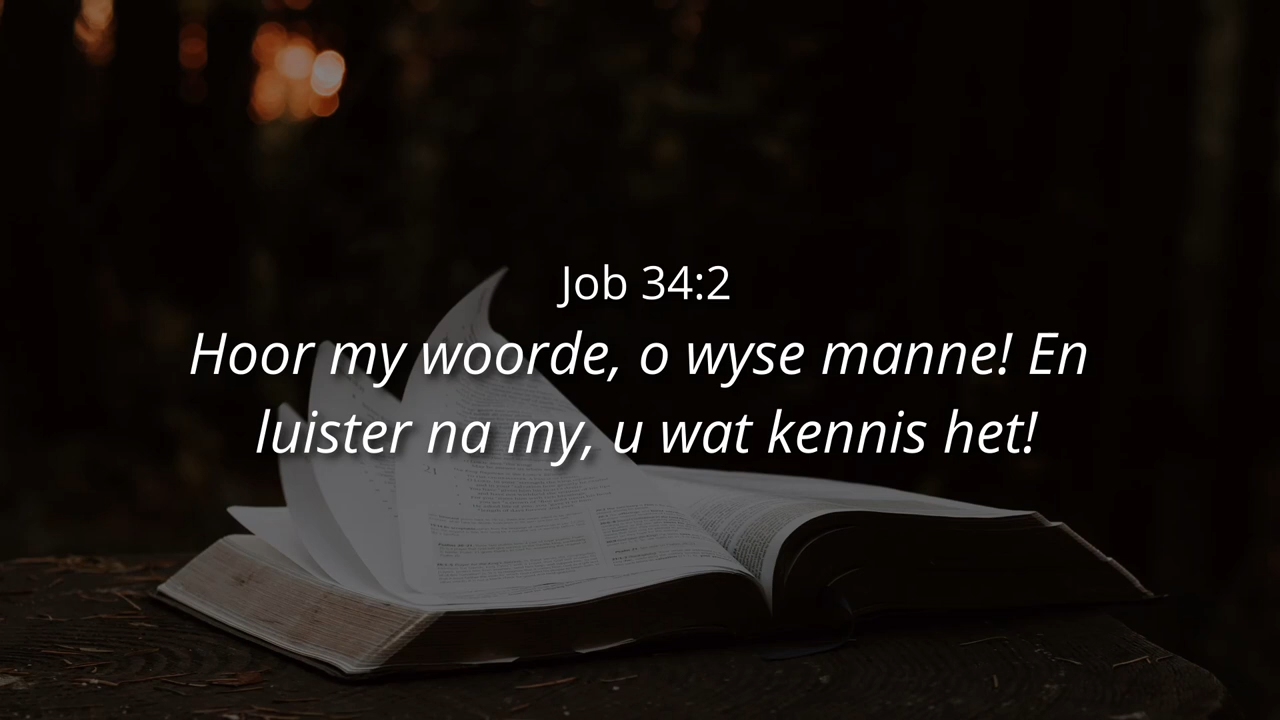 Job 34:2
Hoor my woorde, o wyse manne! En
luister na my, u wat kennis het!